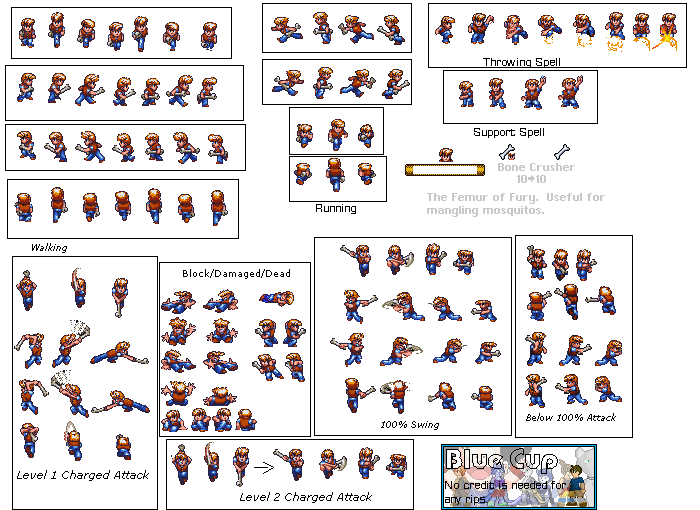 Throwing Spell
Support Spell
Bone Crusher
10➔10
The Femur of Fury. Useful for
mangling mosquitos.
Running
Walking
Block/Damaged/Dead
100% Swing
Below 100% Attack
Level 1 Charged Attack
Level 2 Charged Attack
Blue Cup
No credit is needed for
any rips.